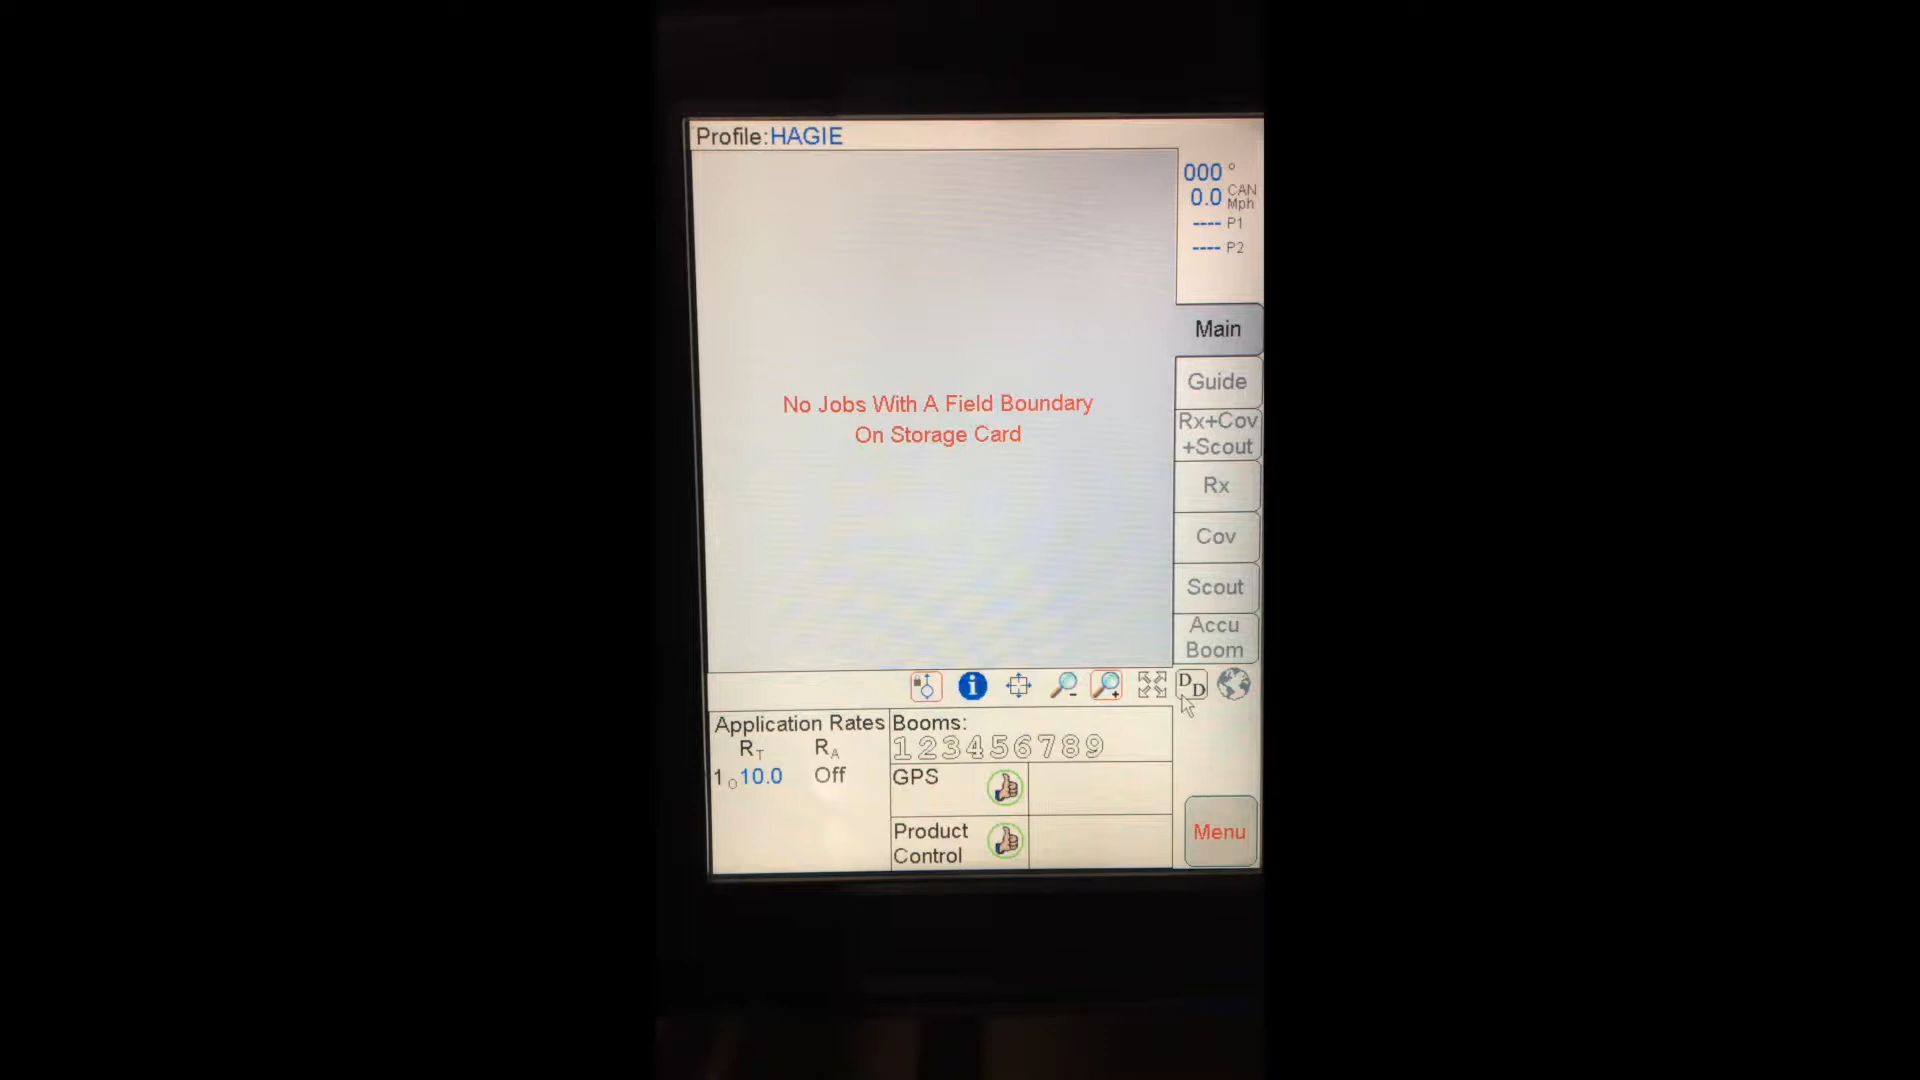 Profile:HAGIE
000 °
0.0 CAN Mph
---- P1
---- P2
Main
Guide
Rx+Cov
+Scout
Rx
Cov
Scout
Accu
Boom
No Jobs With A Field Boundary
On Storage Card
i
D D
Application Rates
RT RA
1 0 10.0 Off
Booms:
123456789
GPS
Product
Control
Menu